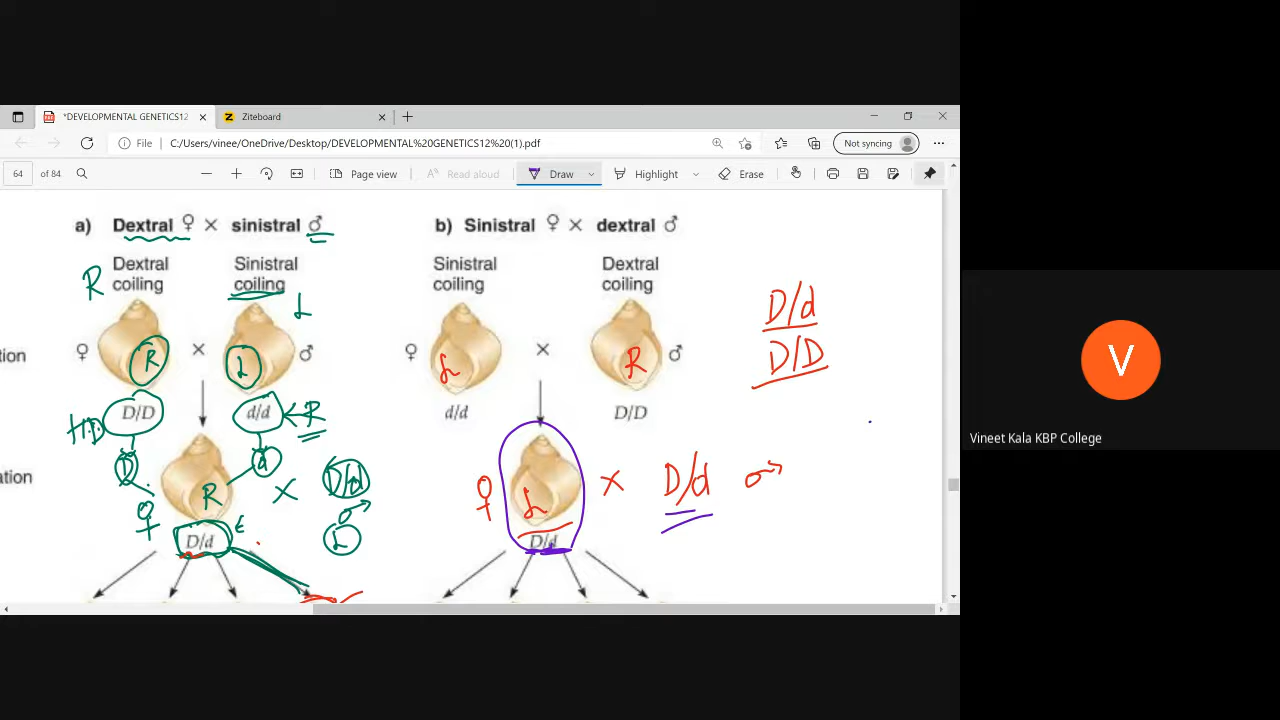 *DEVELOPMENTAL GENETICS12
Ziteboard
File C:/Users/vinee/OneDrive/Desktop/DEVELOPMENTAL%20GENETICS12%20(1).pdf
Not syncing
64 of 84
Page view
Read aloud
Draw
Highlight
Erase
a) Dextral ♀ × sinistral ♂
b) Sinistral ♀ × dextral ♂
R Dextral coiling
Sinistral coiling L
Sinistral coiling
Dextral coiling
D/d
D/D
♀ R × L ♂
♀ L × R ♂
tion
D/D
d/d ← R
d/d
D/D
D
d
R × D/d
♀
♂
L
D/d
♀ L × D/d ♂
D/d
ation
V
Vineet Kala KBP College